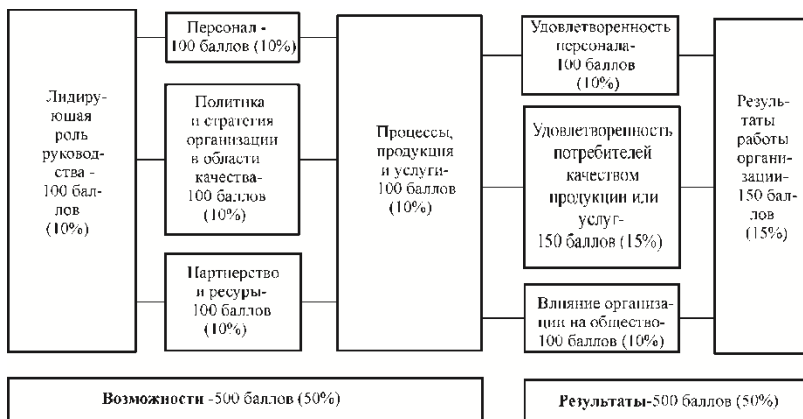 Лидиру-
ющая
роль
руковод-
ства -
100 бал-
лов
(10%)
Персонал -
100 баллов (10%)
Политика
и стратегия
организации
в области
качества-
100 баллов
(10%)
Партнерство
и ресуры-
100 баллов
(10%)
Процессы,
продукция
и услуги-
100 баллов
(10%)
Удовлетворенность
персонала-
100 баллов
(10%)
Удовлетворенность
потребителей
качеством
продукции или
услуг-
150 баллов (15%)
Влияние организа-
ции на общество-
100 баллов (10%)
Резуль-
таты
работы
органи-
зации-
150 бал-
лов
(15%)
Возможности -500 баллов (50%)
Результаты-500 баллов (50%)